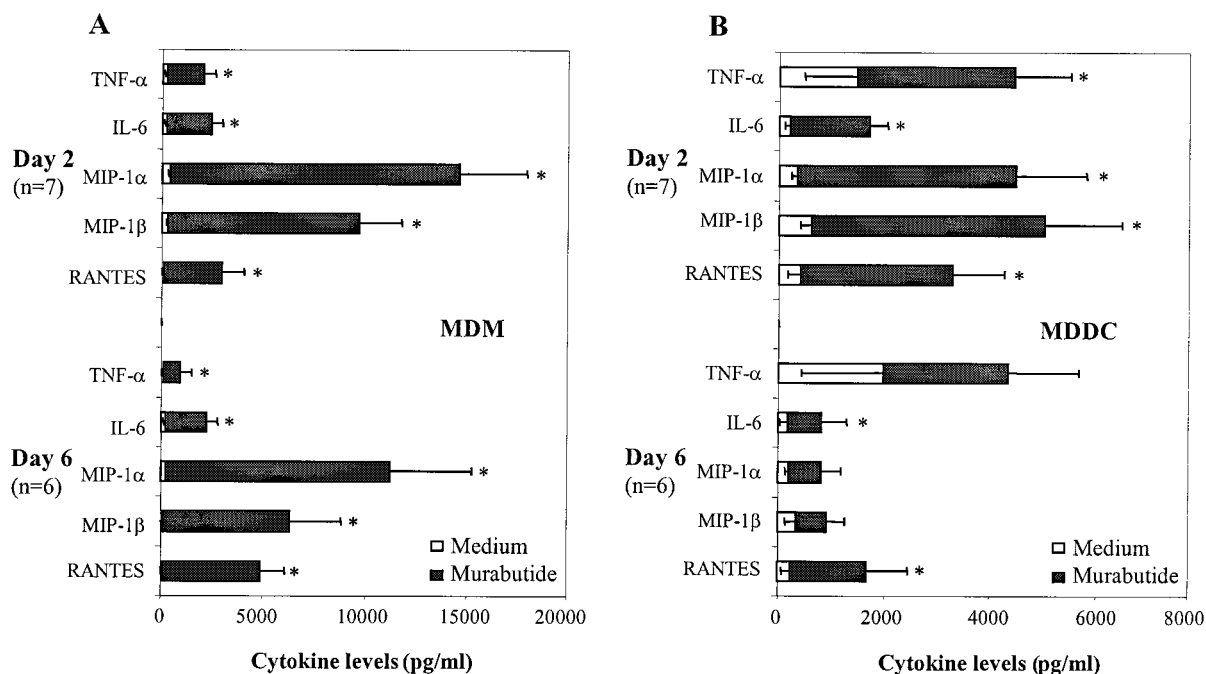 A
TNF-α *
IL-6 *
Day 2
(n=7)
MIP-1α *
MIP-1β *
RANTES *
MDM
TNF-α *
IL-6 *
Day 6
(n=6)
MIP-1α *
MIP-1β *
RANTES *
Medium
Murabutide
0 5000 10000 15000 20000
Cytokine levels (pg/ml)
B
TNF-α *
IL-6 *
Day 2
(n=7)
MIP-1α *
MIP-1β *
RANTES *
MDDC
TNF-α
IL-6 *
Day 6
(n=6)
MIP-1α
MIP-1β
RANTES *
Medium
Murabutide
0 2000 4000 6000 8000
Cytokine levels (pg/ml)